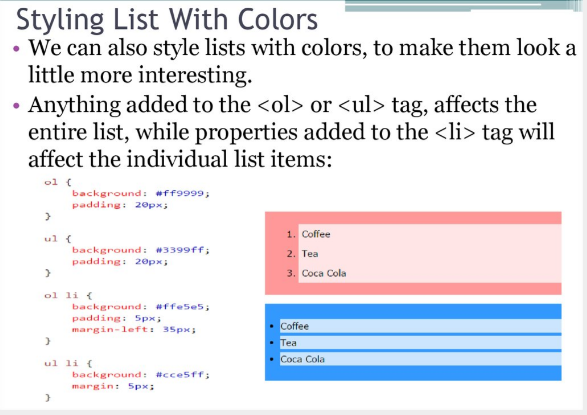 Styling List With Colors
• We can also style lists with colors, to make them look a
little more interesting.
• Anything added to the <ol> or <ul> tag, affects the
entire list, while properties added to the <li> tag will
affect the individual list items:
ol {
background: #ff9999;
padding: 20px;
}
ul {
background: #3399ff;
padding: 20px;
}
ol li {
background: #ffe5e5;
padding: 5px;
margin-left: 35px;
}
ul li {
background: #cce5ff;
margin: 5px;
}
1. Coffee
2. Tea
3. Coca Cola
• Coffee
• Tea
• Coca Cola